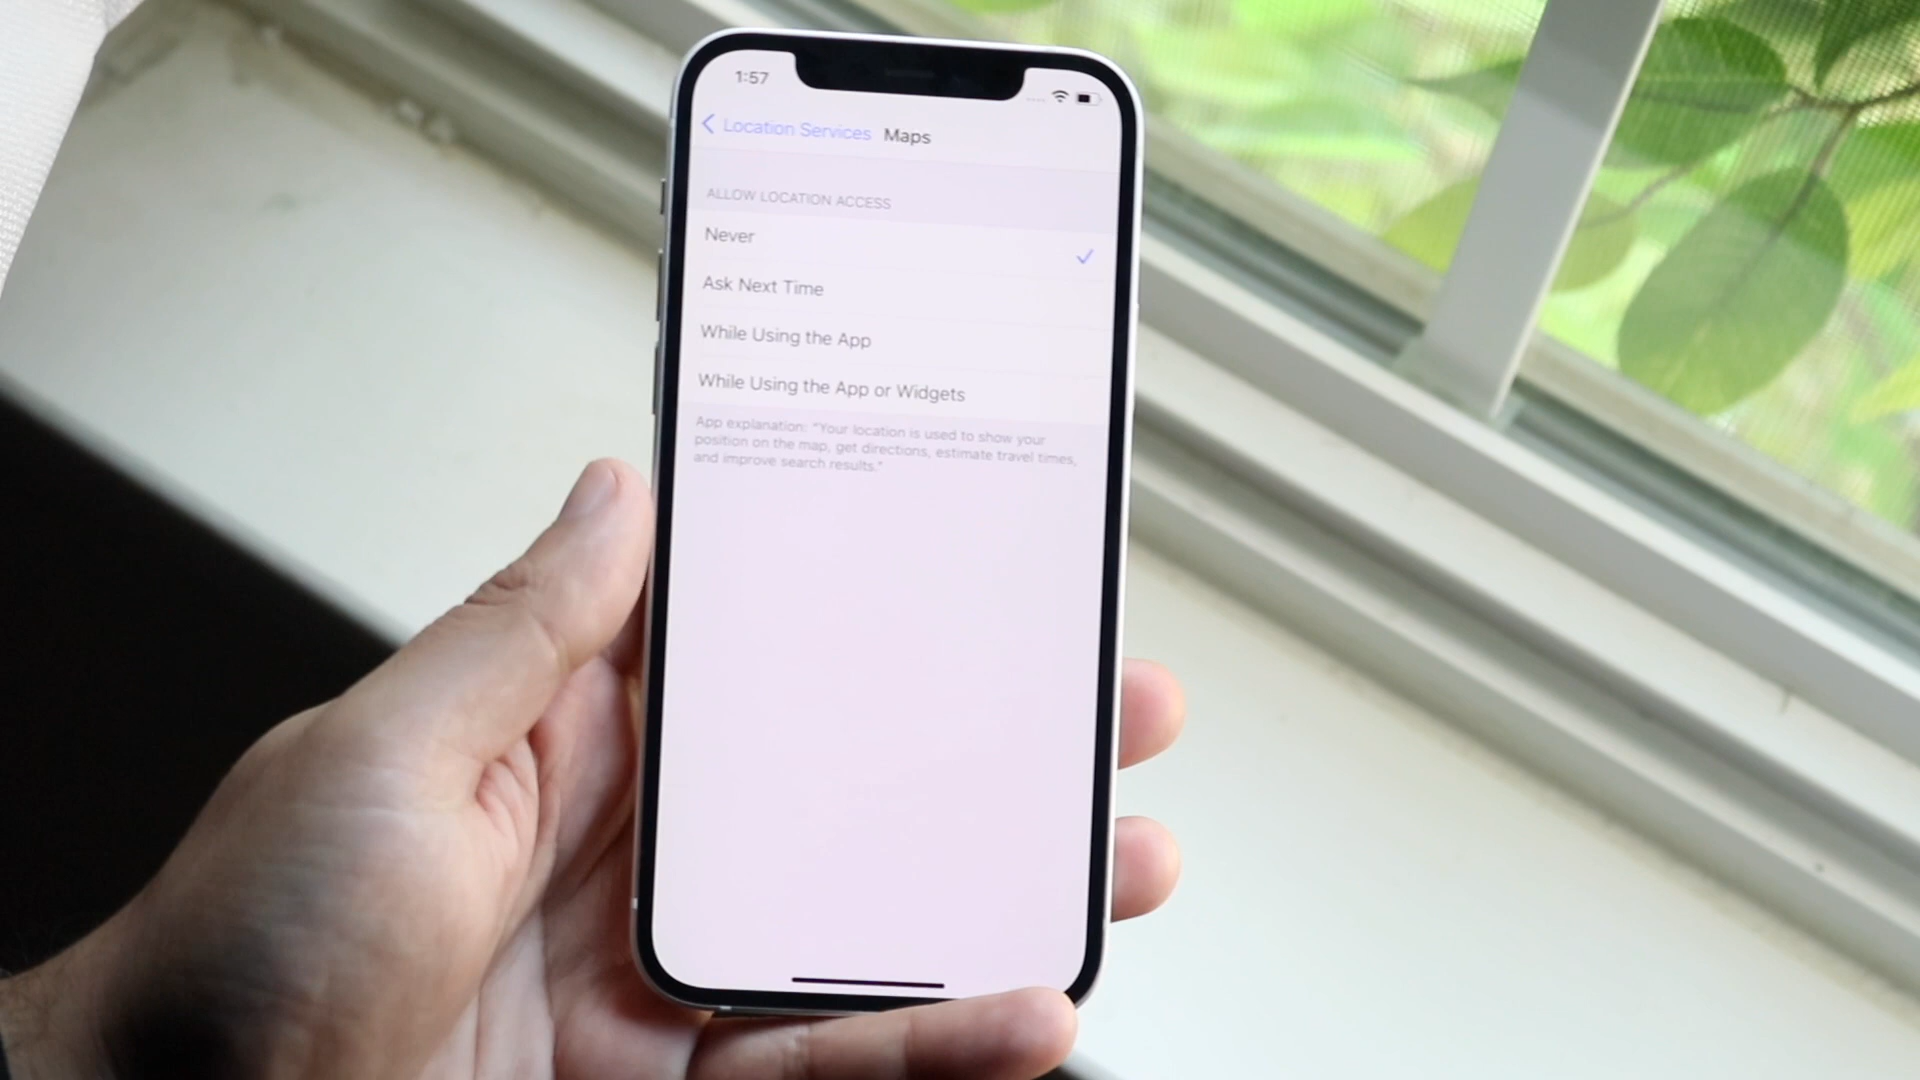 1:57
Location Services Maps
ALLOW LOCATION ACCESS
Never
Ask Next Time
While Using the App
While Using the App or Widgets
App explanation: “Your location is used to show your
position on the map, get directions, estimate travel times,
and improve search results.”